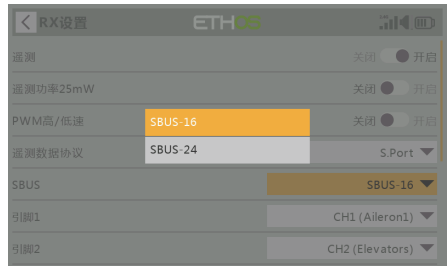 RX设置 ETHOS
遥测 关闭 开启
遥测功率25mW 关闭 开启
PWM高/低速 关闭 开启
SBUS-16
SBUS-24
遥测数据协议 S.Port
SBUS SBUS-16
引脚1 CH1 (Aileron1)
引脚2 CH2 (Elevators)